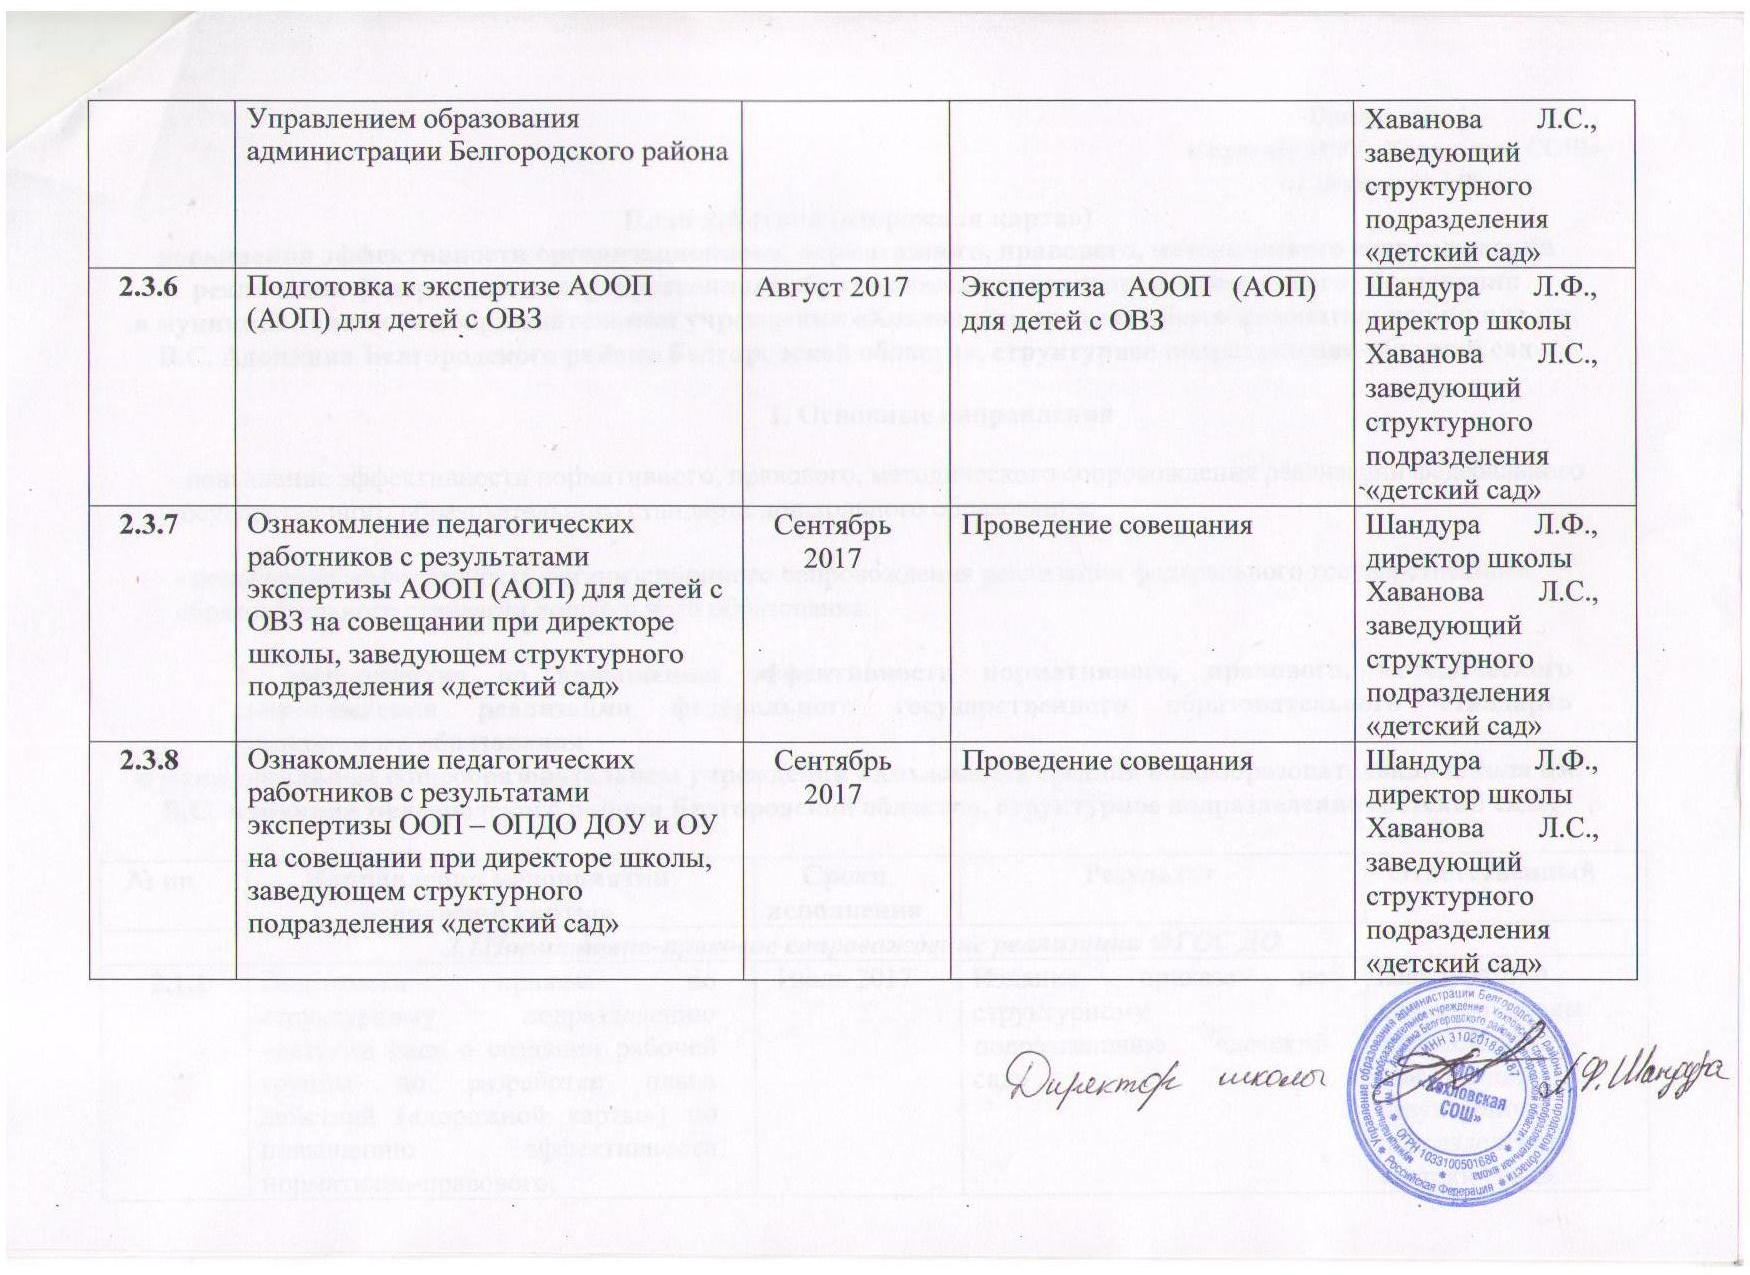 Управлением образования
администрации Белгородского района
Хаванова Л.С.,
заведующий
структурного
подразделения
«детский сад»
2.3.6
Подготовка к экспертизе АООП
(АОП) для детей с ОВЗ
Август 2017
Экспертиза АООП (АОП)
для детей с ОВЗ
Шандура Л.Ф.,
директор школы
Хаванова Л.С.,
заведующий
структурного
подразделения
«детский сад»
2.3.7
Ознакомление педагогических
работников с результатами
экспертизы АООП (АОП) для детей с
ОВЗ на совещании при директоре
школы, заведующем структурного
подразделения «детский сад»
Сентябрь
2017
Проведение совещания
Шандура Л.Ф.,
директор школы
Хаванова Л.С.,
заведующий
структурного
подразделения
«детский сад»
2.3.8
Ознакомление педагогических
работников с результатами
экспертизы ООП – ОПДО ДОУ и ОУ
на совещании при директоре школы,
заведующем структурного
подразделения «детский сад»
Сентябрь
2017
Проведение совещания
Шандура Л.Ф.,
директор школы
Хаванова Л.С.,
заведующий
структурного
подразделения
«детский сад»
Директор школы
Л.Ф. Шандура
МОУ
«Хохловская
СОШ»
ОГРН 1033100501686
Российская Федерация